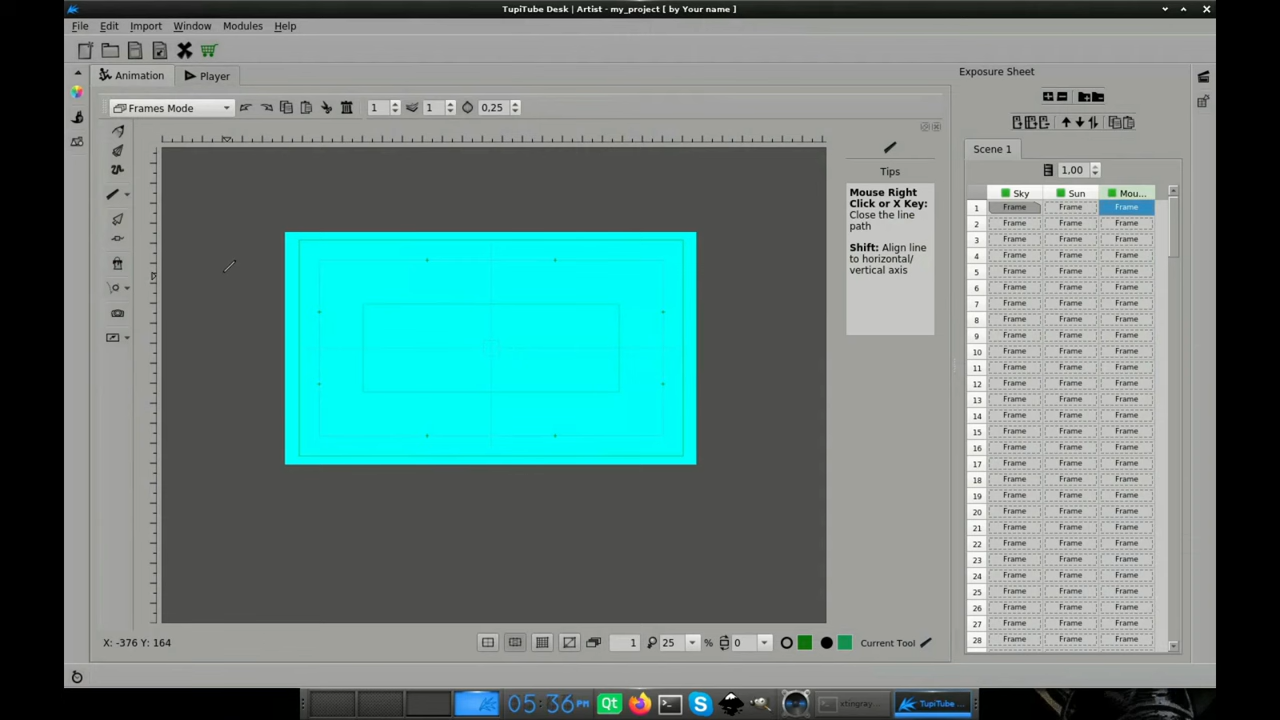 TupiTube Desk | Artist - my_project [ by Your name ]
File Edit Import Window Modules Help
Animation Player
Exposure Sheet
Frames Mode 1 1 0.25
Scene 1
1.00
Tips
Mouse Right
Click or X Key:
Close the line
path
Shift: Align line
to horizontal/
vertical axis
Sky Sun Mou...
1 Frame Frame Frame
2 Frame Frame Frame
3 Frame Frame Frame
4 Frame Frame Frame
5 Frame Frame Frame
6 Frame Frame Frame
7 Frame Frame Frame
8 Frame Frame Frame
9 Frame Frame Frame
10 Frame Frame Frame
11 Frame Frame Frame
12 Frame Frame Frame
13 Frame Frame Frame
14 Frame Frame Frame
15 Frame Frame Frame
16 Frame Frame Frame
17 Frame Frame Frame
18 Frame Frame Frame
19 Frame Frame Frame
20 Frame Frame Frame
21 Frame Frame Frame
22 Frame Frame Frame
23 Frame Frame Frame
24 Frame Frame Frame
25 Frame Frame Frame
26 Frame Frame Frame
27 Frame Frame Frame
28 Frame Frame Frame
X: -376 Y: 164 1 25 % 0 Current Tool
05:36PM Qt xtingray... TupiTube ...